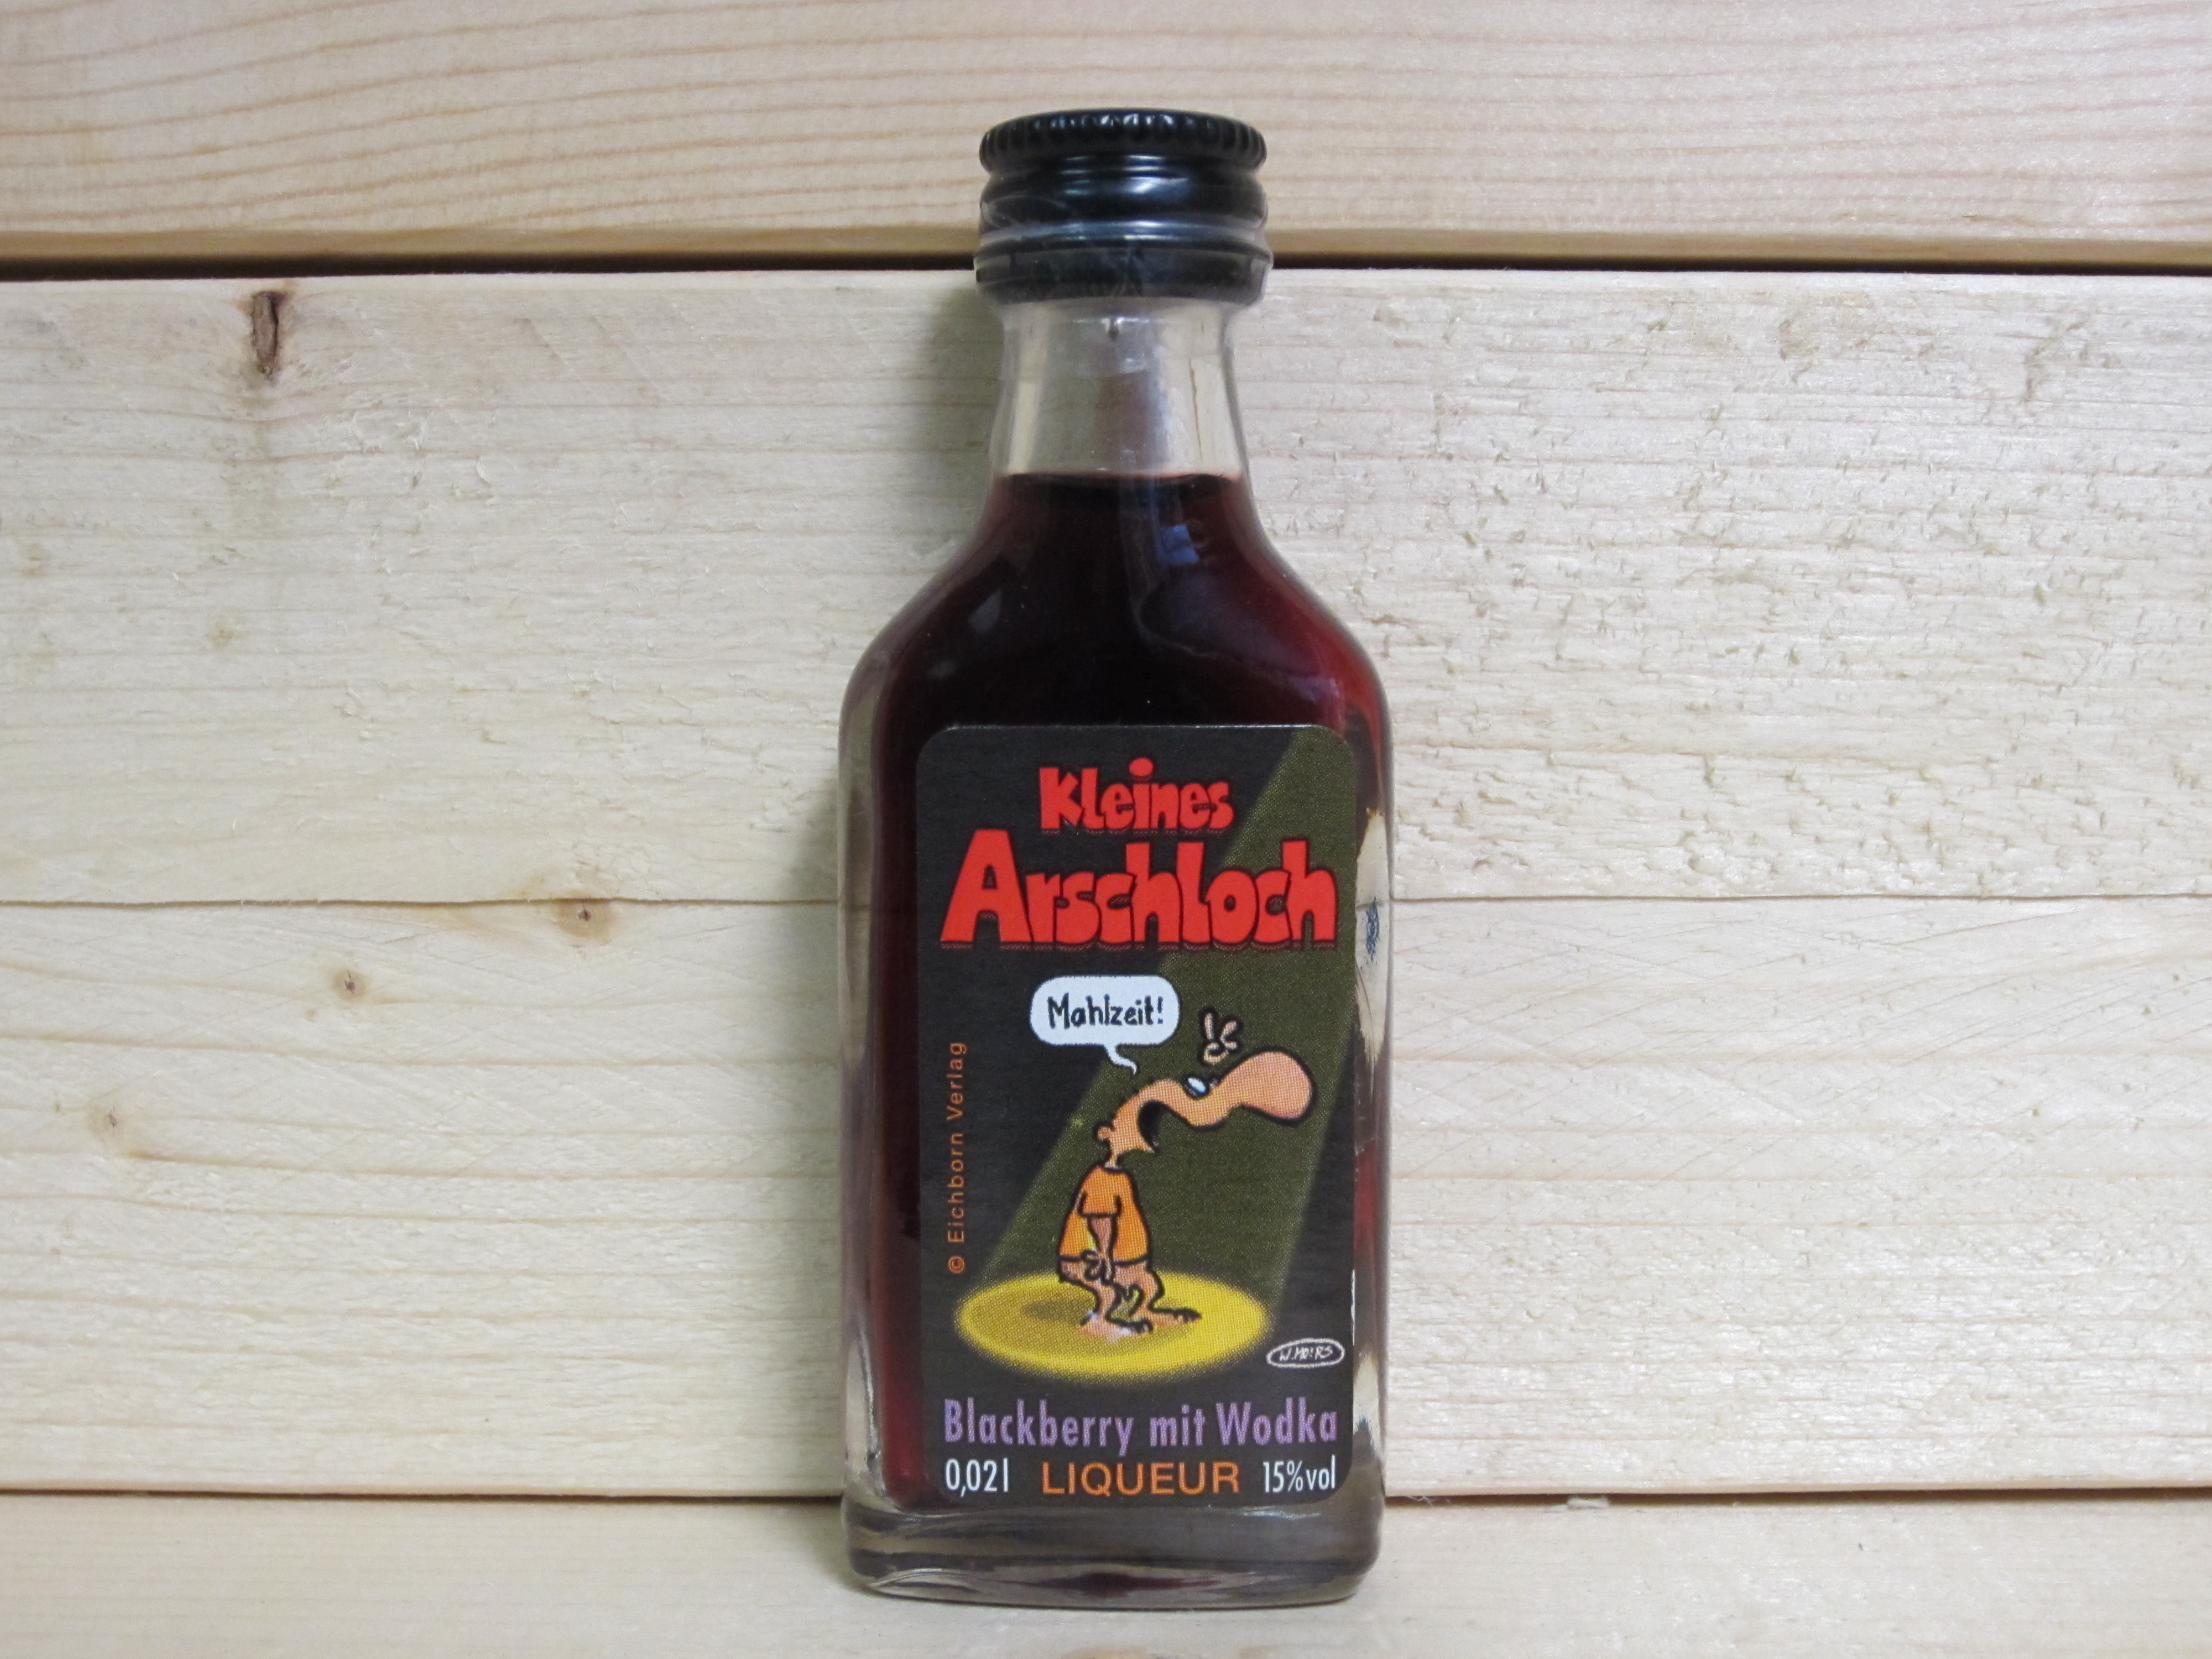 Kleines
Arschloch
Mahlzeit!
© Eichborn Verlag
Blackberry mit Wodka
0,02l LIQUEUR 15%vol